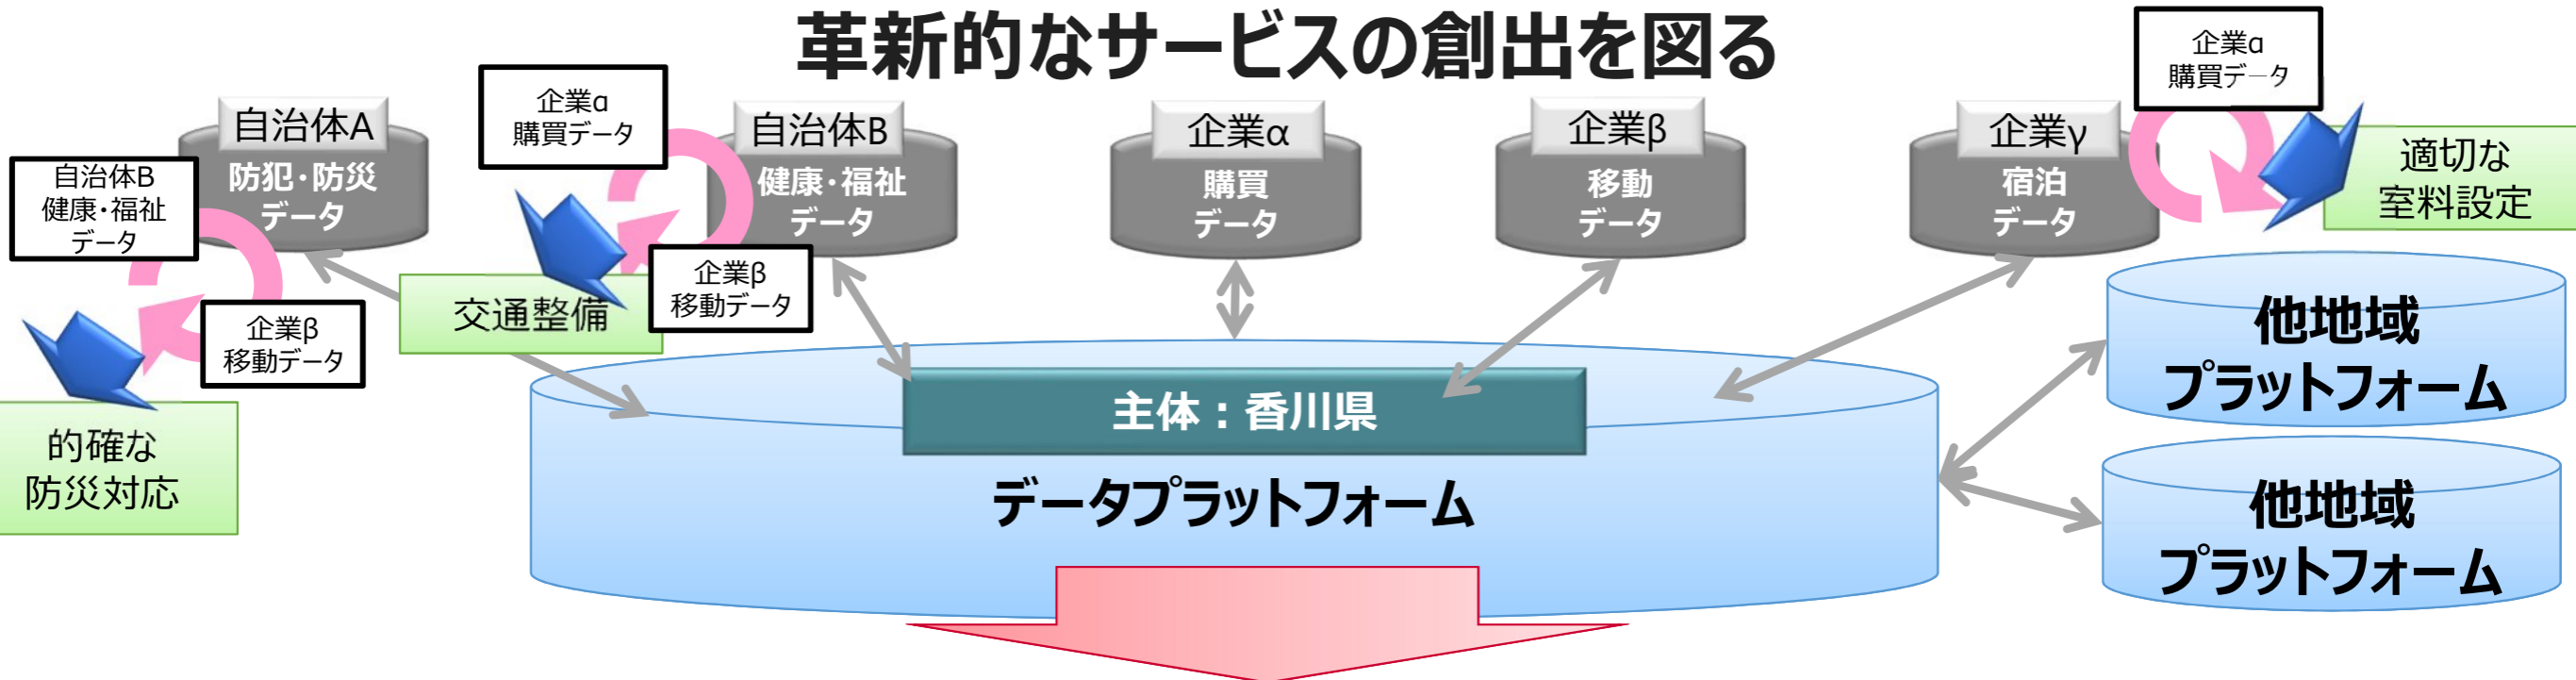 革新的なサービスの創出を図る
自治体A
防犯・防災
データ
自治体B
健康・福祉
データ
企業β
移動データ
的確な
防災対応
企業α
購買データ
自治体B
健康・福祉
データ
企業β
移動データ
交通整備
企業α
購買
データ
企業β
移動
データ
企業γ
宿泊
データ
企業α
購買データ
適切な
室料設定
主体：香川県
データプラットフォーム
他地域
プラットフォーム
他地域
プラットフォーム